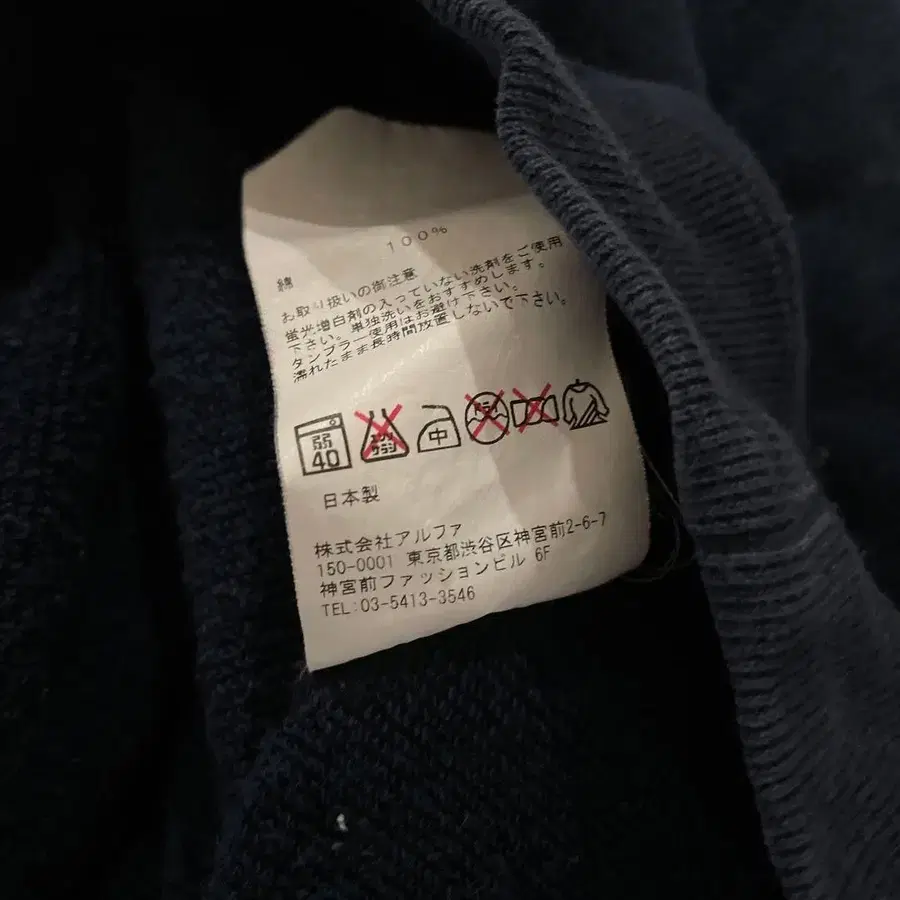 綿 100%
お取り扱いの御注意
蛍光増白剤の入っていない洗剤をご使用
下さい。単独洗いをおすすめします。
タンブラー使用はお避け下さい。
濡れたまま長時間放置しないで下さい。
弱 40 エンソ サラシ 中
日本製
株式会社アルファ
150-0001 東京都渋谷区神宮前2-6-7
神宮前ファッションビル 6F
TEL:03-5413-3546